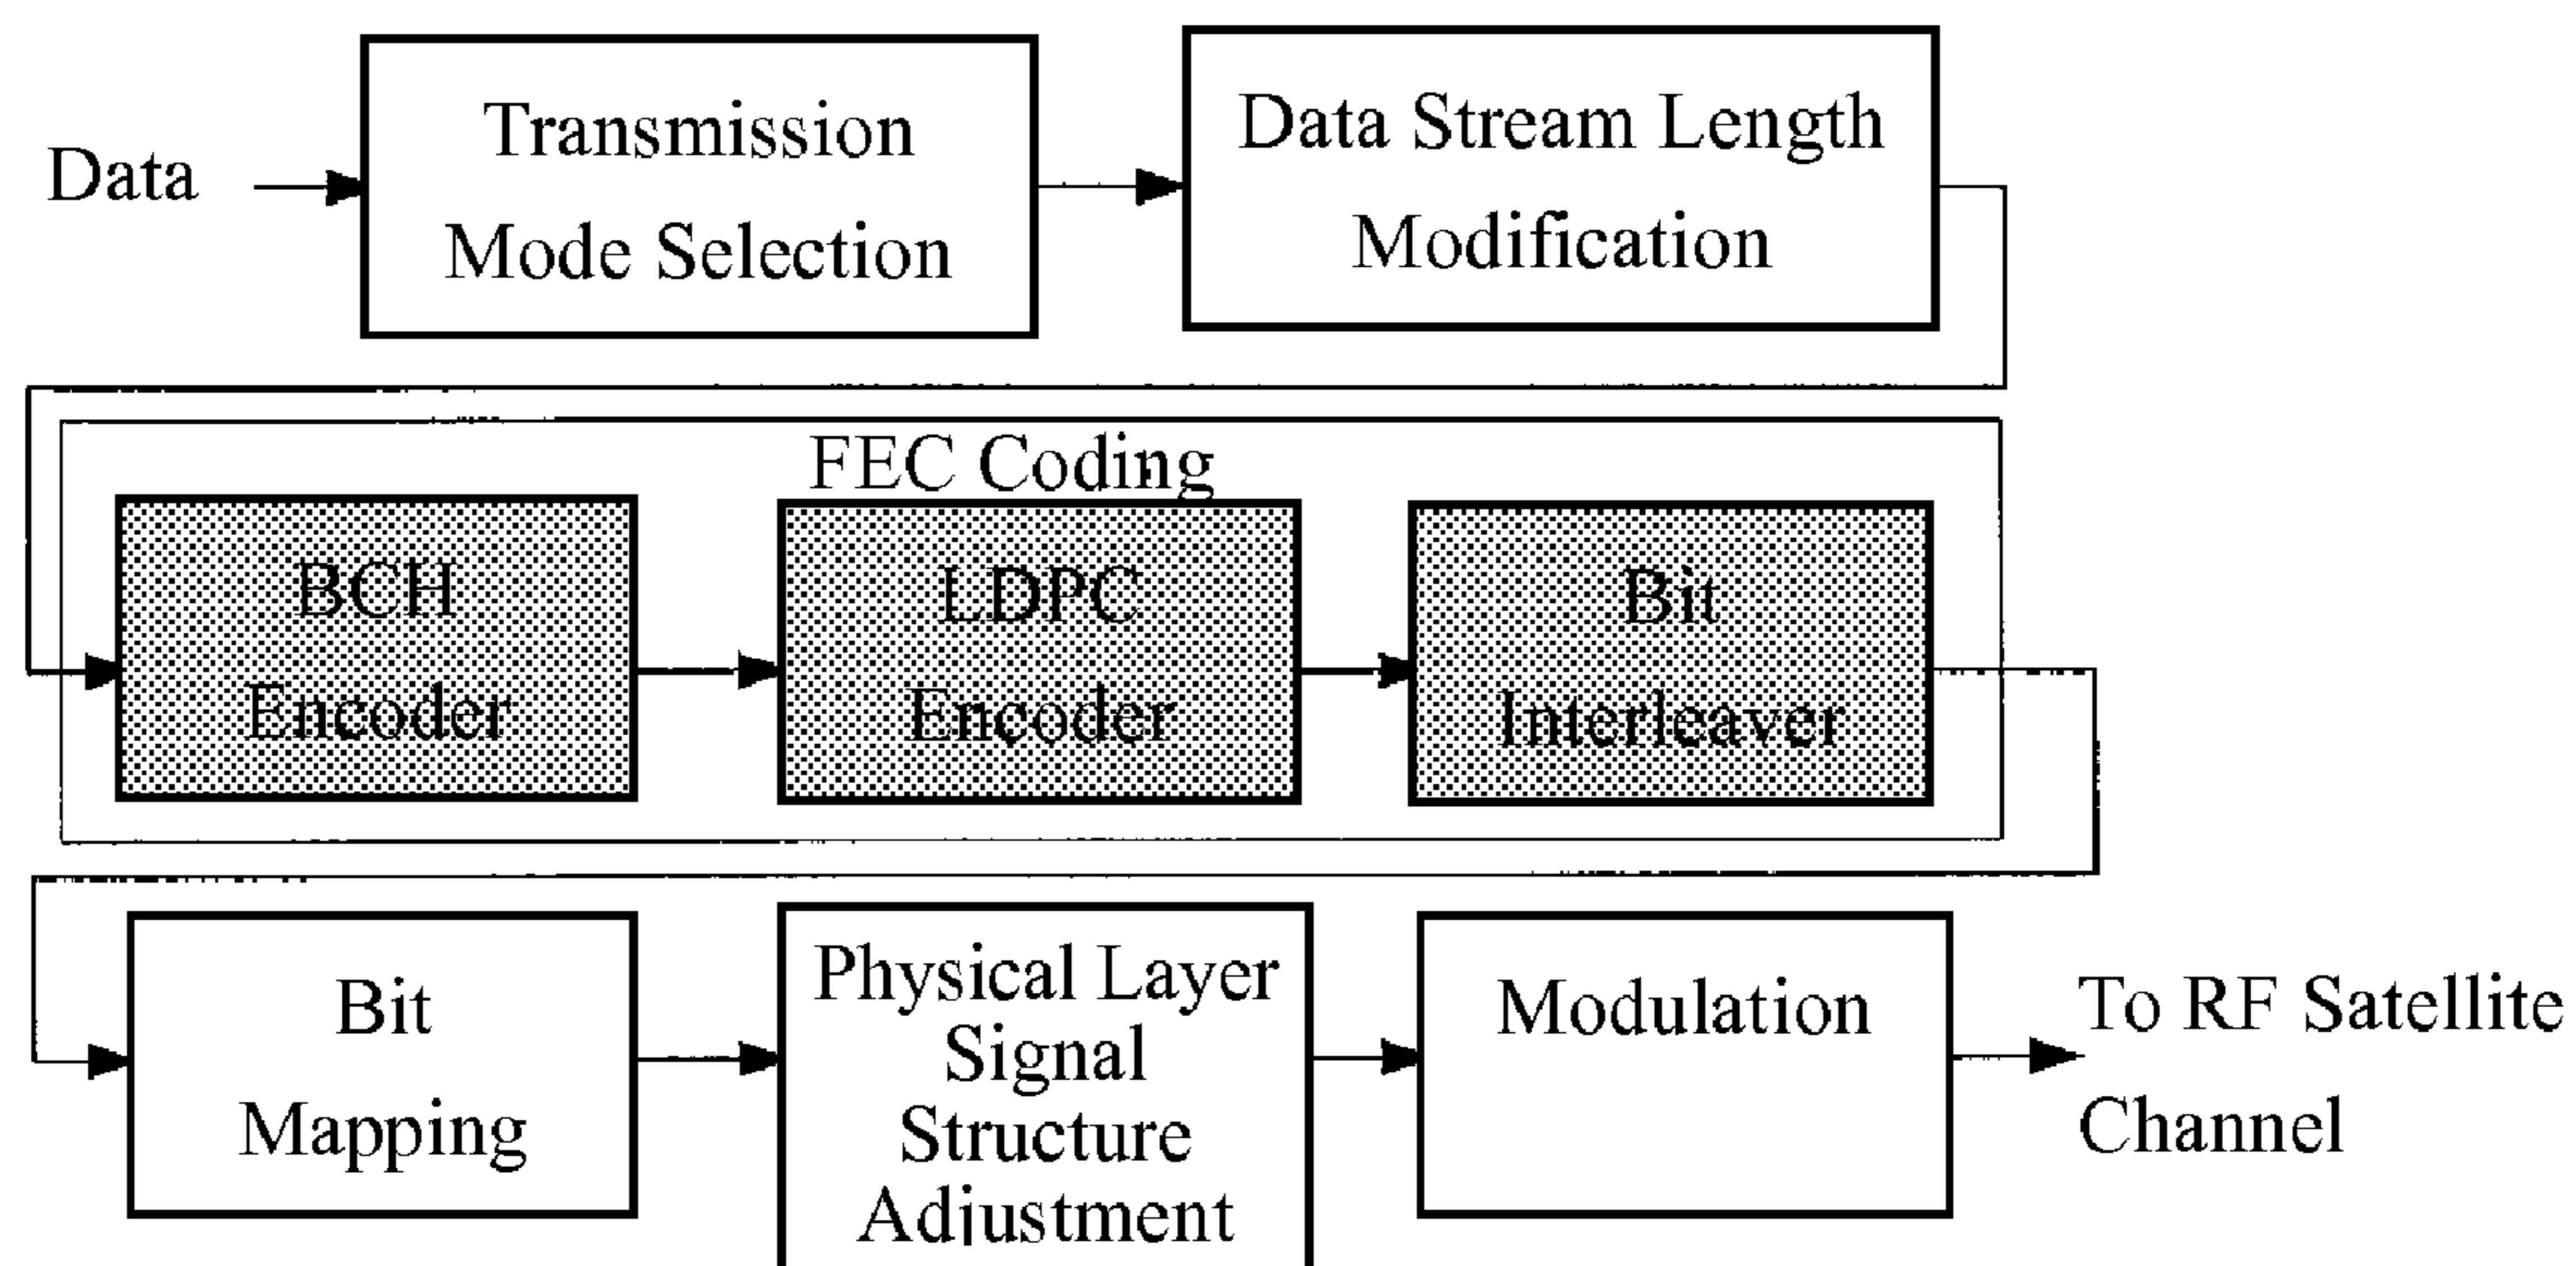 Data
Transmission
Mode Selection
Data Stream Length
Modification
FEC Coding
BCH
Encoder
LDPC
Encoder
Bit
Interleaver
Bit
Mapping
Physical Layer
Signal
Structure
Adjustment
Modulation
To RF Satellite
Channel